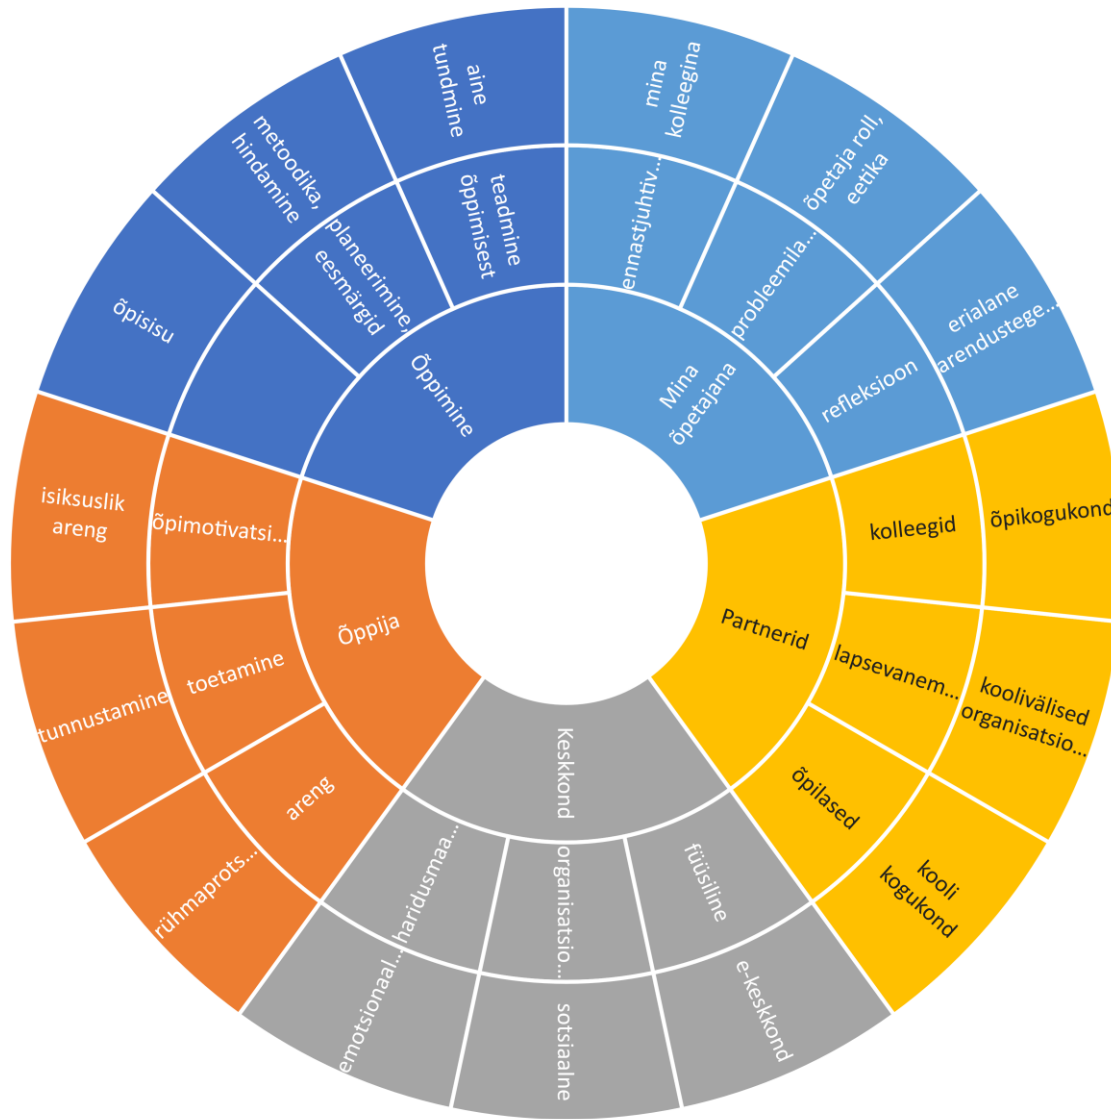 mina
kolleegina
õpetaja roll,
eetika
erialane
arendustege...
ennastjuhtiv...
probleemila...
refleksioon
Mina
õpetajana
õpikogukond
koolivälised
organisatsio...
kooli
kogukond
kolleegid
lapsevanem...
õpilased
Partnerid
e-keskkond
sotsiaalne
emotsionaal...
füüsiline
organisatsio...
haridusmaa...
Keskkond
rühmaprots...
tunnustamine
isiksuslik
areng
areng
toetamine
õpimotivatsi...
Õppija
õpisisu
metoodika,
hindamine
aine
tundmine
planeerimine,
eesmärgid
teadmine
õppimisest
Õppimine